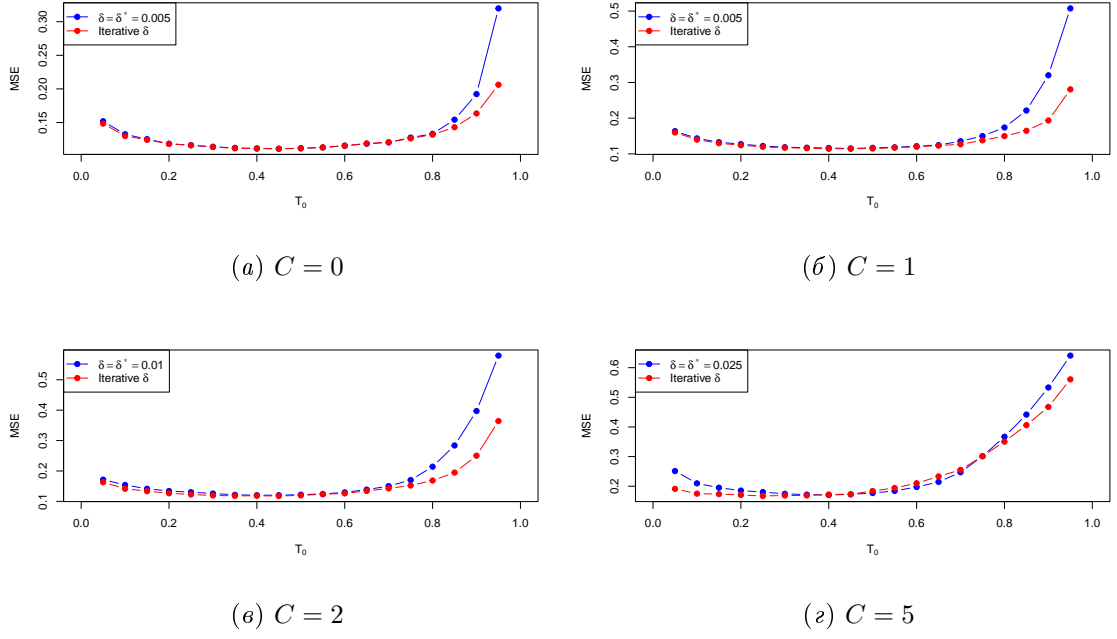 δ = δ* = 0.005
Iterative δ
MSE
0.15 0.20 0.25 0.30
0.0 0.2 0.4 0.6 0.8 1.0
T₀
(а) C = 0
δ = δ* = 0.005
Iterative δ
MSE
0.1 0.2 0.3 0.4 0.5
0.0 0.2 0.4 0.6 0.8 1.0
T₀
(б) C = 1
δ = δ* = 0.01
Iterative δ
MSE
0.1 0.2 0.3 0.4 0.5
0.0 0.2 0.4 0.6 0.8 1.0
T₀
(в) C = 2
δ = δ* = 0.025
Iterative δ
MSE
0.2 0.3 0.4 0.5 0.6
0.0 0.2 0.4 0.6 0.8 1.0
T₀
(г) C = 5